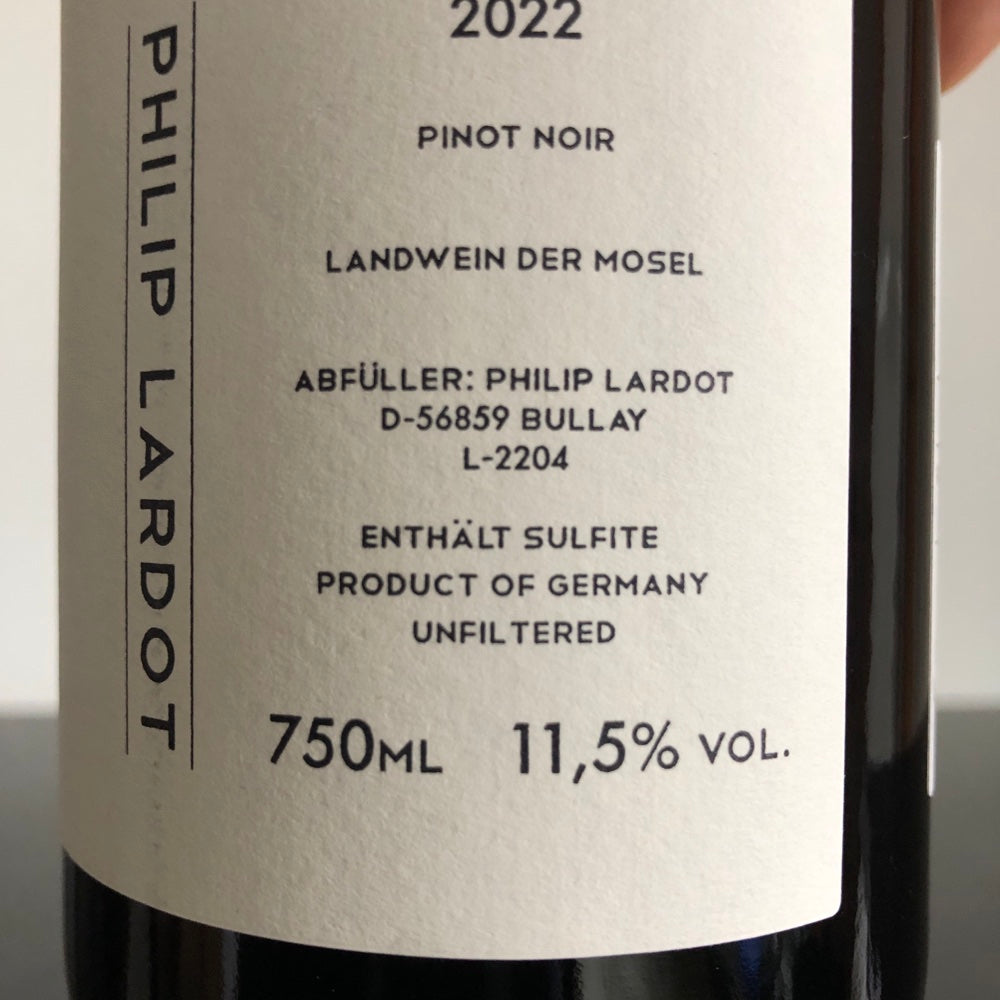 PHILIP LARDOT
2022
PINOT NOIR
LANDWEIN DER MOSEL
ABFÜLLER: PHILIP LARDOT
D-56859 BULLAY
L-2204
ENTHÄLT SULFITE
PRODUCT OF GERMANY
UNFILTERED
750ML 11,5% VOL.